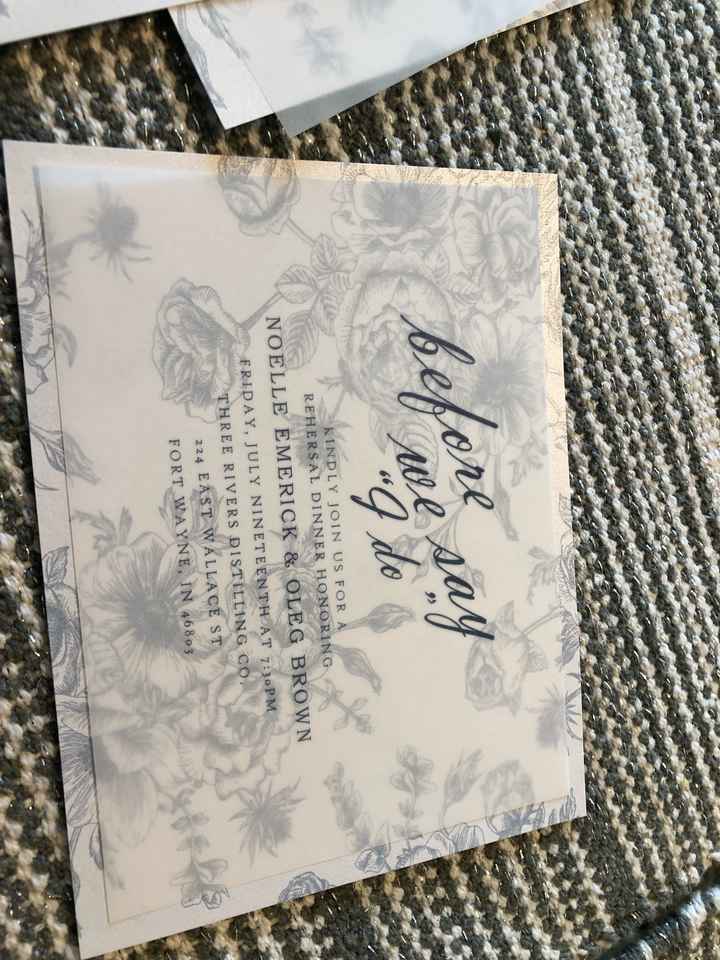 before
we say
“I do”
KINDLY JOIN US FOR A
REHERSAL DINNER HONORING
NOELLE EMERICK & OLEG BROWN
FRIDAY, JULY NINETEENTH AT 7:30PM
THREE RIVERS DISTILLING CO.
224 EAST WALLACE ST
FORT WAYNE, IN 46803